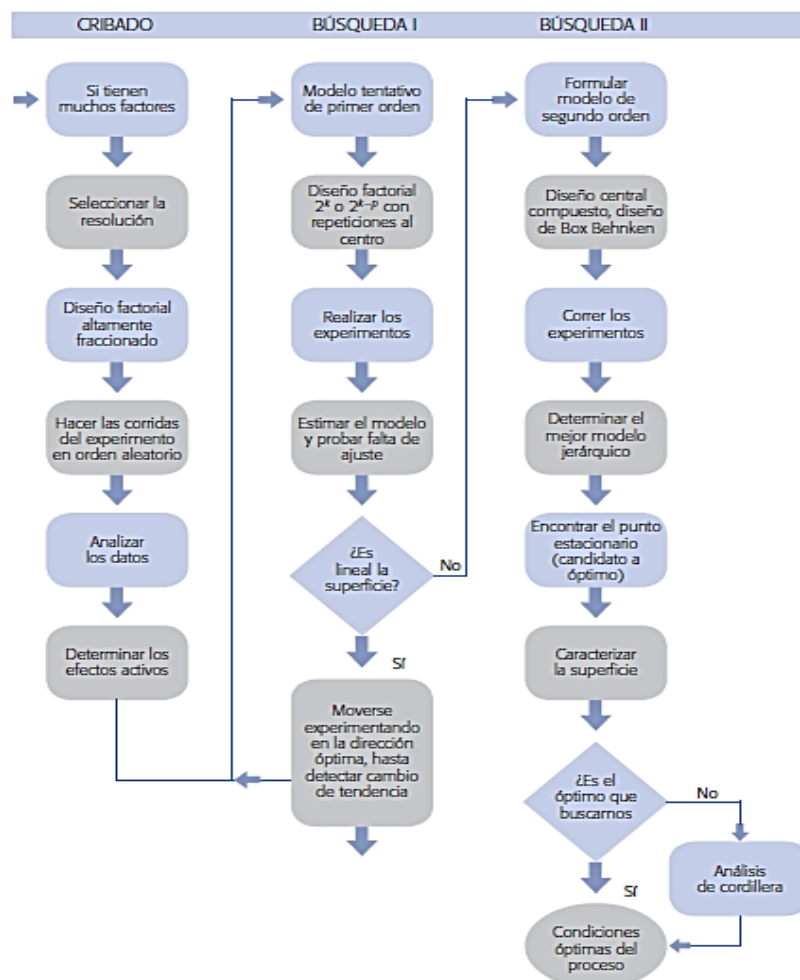 CRIBADO
BÚSQUEDA I
BÚSQUEDA II
Si tienen
muchos factores
Seleccionar la
resolución
Diseño factorial
altamente
fraccionado
Hacer las corridas
del experimento
en orden aleatorio
Analizar
los datos
Determinar los
efectos activos
Modelo tentativo
de primer orden
Diseño factorial
2^k o 2^{k–p} con
repeticiones al
centro
Realizar los
experimentos
Estimar el modelo
y probar falta de
ajuste
¿Es
lineal la
superficie?
No
Sí
Moverse
experimentando
en la dirección
óptima, hasta
detectar cambio
de tendencia
Formular
modelo de
segundo orden
Diseño central
compuesto, diseño
de Box Behnken
Correr los
experimentos
Determinar el
mejor modelo
jerárquico
Encontrar el punto
estacionario
(candidato a
óptimo)
Caracterizar
la superficie
¿Es el
óptimo que
buscamos
No
Sí
Análisis
de cordillera
Condiciones
óptimas del
proceso